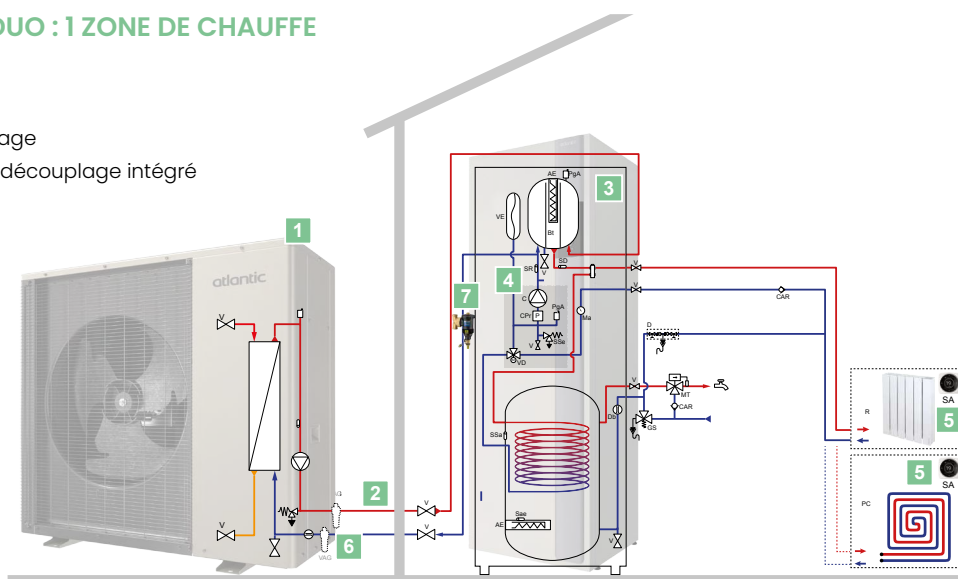 DUO : 1 ZONE DE CHAUFFE
age
découplage intégré
1
atlantic
V
V
V
2
6
VAG
V
V
7
3
AE
PgA
VE
Bt
V
SR
SD
4
C
PgA
CPr
P
V
SSe
VD
Ma
V
V
CAR
D
V
MT
CAR
GS
Db
SSa
Sae
AE
V
R
SA
5
5
SA
PC